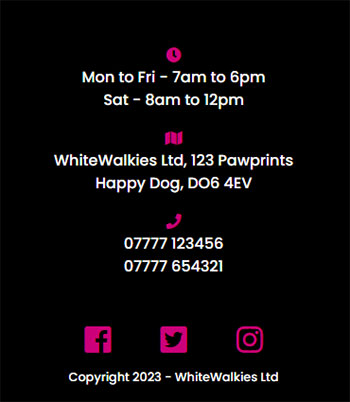 Mon to Fri - 7am to 6pm
Sat - 8am to 12pm
WhiteWalkies Ltd, 123 Pawprints
Happy Dog, DO6 4EV
07777 123456
07777 654321
Copyright 2023 - WhiteWalkies Ltd